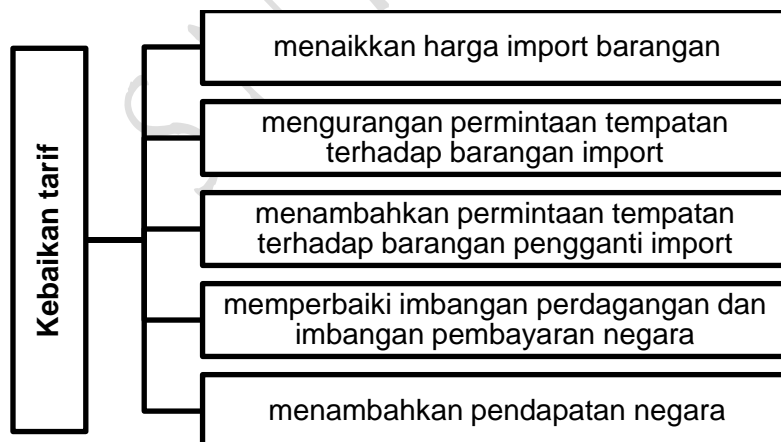 Kebaikan tarif
menaikkan harga import barangan
mengurangan permintaan tempatan
terhadap barangan import
menambahkan permintaan tempatan
terhadap barangan pengganti import
memperbaiki imbangan perdagangan dan
imbangan pembayaran negara
menambahkan pendapatan negara